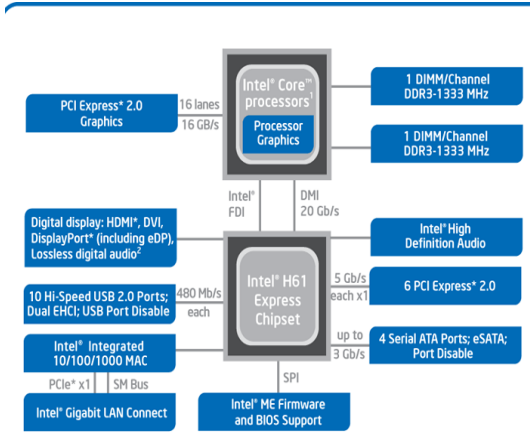 Intel® Core™
processors¹
Processor
Graphics
PCI Express* 2.0
Graphics
16 lanes
16 GB/s
1 DIMM/Channel
DDR3-1333 MHz
1 DIMM/Channel
DDR3-1333 MHz
Intel®
FDI
DMI
20 Gb/s
Digital display: HDMI*, DVI,
DisplayPort* (including eDP),
Lossless digital audio²
Intel® High
Definition Audio
Intel® H61
Express
Chipset
10 Hi-Speed USB 2.0 Ports;
Dual EHCI; USB Port Disable
480 Mb/s
each
5 Gb/s
each x1
6 PCI Express* 2.0
Intel® Integrated
10/100/1000 MAC
up to
3 Gb/s
4 Serial ATA Ports; eSATA;
Port Disable
PCIe* x1
SM Bus
SPI
Intel® Gigabit LAN Connect
Intel® ME Firmware
and BIOS Support